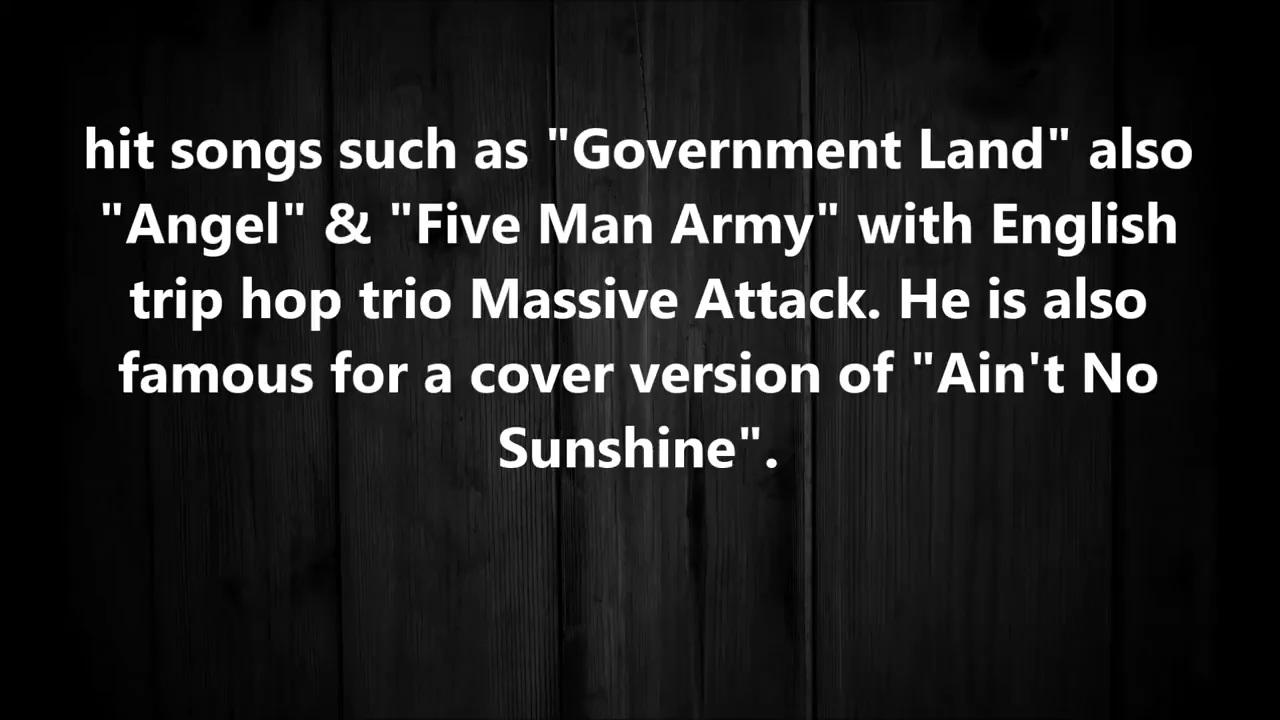 hit songs such as "Government Land" also
"Angel" & "Five Man Army" with English
trip hop trio Massive Attack. He is also
famous for a cover version of "Ain't No
Sunshine".